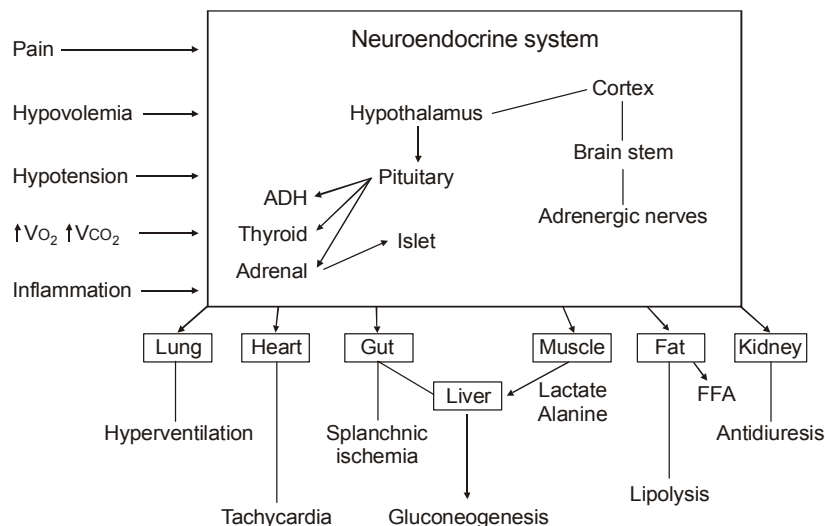 Neuroendocrine system
Pain
Cortex
Hypovolemia
Hypothalamus
Brain stem
Hypotension
Pituitary
ADH
Adrenergic nerves
↑VO₂ ↑VCO₂
Thyroid
Islet
Adrenal
Inflammation
Lung
Heart
Gut
Muscle
Fat
Kidney
Liver
Lactate
Alanine
FFA
Hyperventilation
Splanchnic
ischemia
Antidiuresis
Lipolysis
Tachycardia
Gluconeogenesis